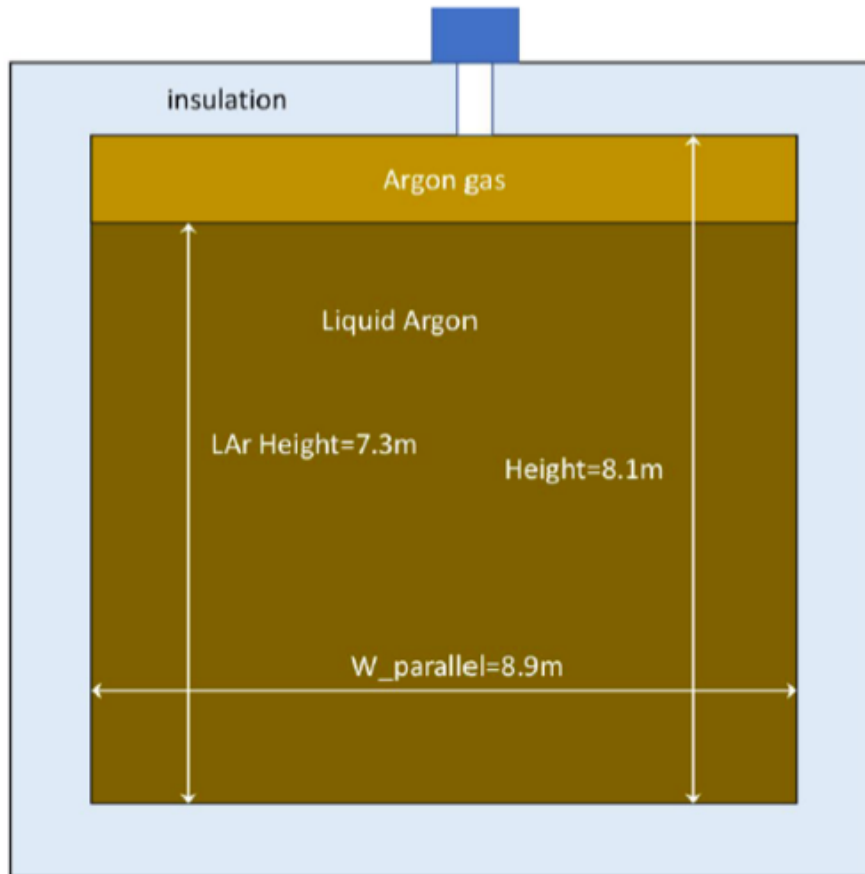 insulation
Argon gas
Liquid Argon
LAr Height=7.3m
Height=8.1m
W_parallel=8.9m